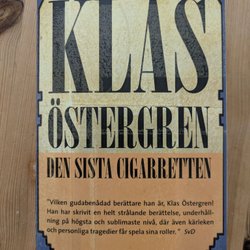 KLAS
ÖSTERGREN
DEN SISTA CIGARRETTEN
"Vilken gudabenådad berättare han är, Klas Östergren!
Han har skrivit en helt strålande berättelse, underhåll-
ning på högsta och sublimaste nivå, där även kärleken
och personliga tragedier får spela sina roller." SvD